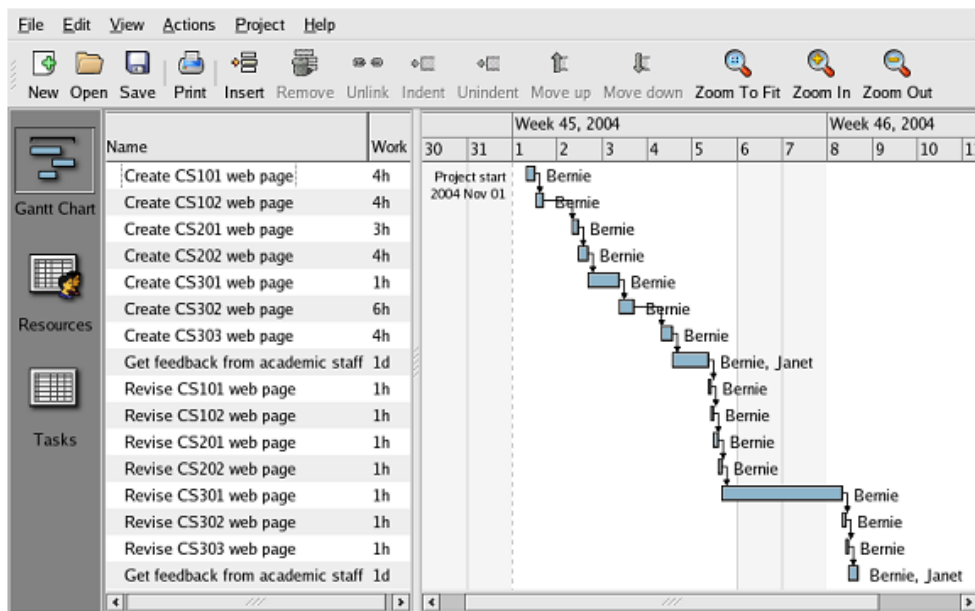 File Edit View Actions Project Help
New Open Save Print Insert Remove Unlink Indent Unindent Move up Move down Zoom To Fit Zoom In Zoom Out
Gantt Chart
Resources
Tasks
Week 45, 2004 Week 46, 2004
Name Work 30 31 1 2 3 4 5 6 7 8 9 10 1
Project start
2004 Nov 01
Create CS101 web page 4h Bernie
Create CS102 web page 4h Bernie
Create CS201 web page 3h Bernie
Create CS202 web page 4h Bernie
Create CS301 web page 1h Bernie
Create CS302 web page 6h Bernie
Create CS303 web page 4h Bernie
Get feedback from academic staff 1d Bernie, Janet
Revise CS101 web page 1h Bernie
Revise CS102 web page 1h Bernie
Revise CS201 web page 1h Bernie
Revise CS202 web page 1h Bernie
Revise CS301 web page 1h Bernie
Revise CS302 web page 1h Bernie
Revise CS303 web page 1h Bernie
Get feedback from academic staff 1d Bernie, Janet